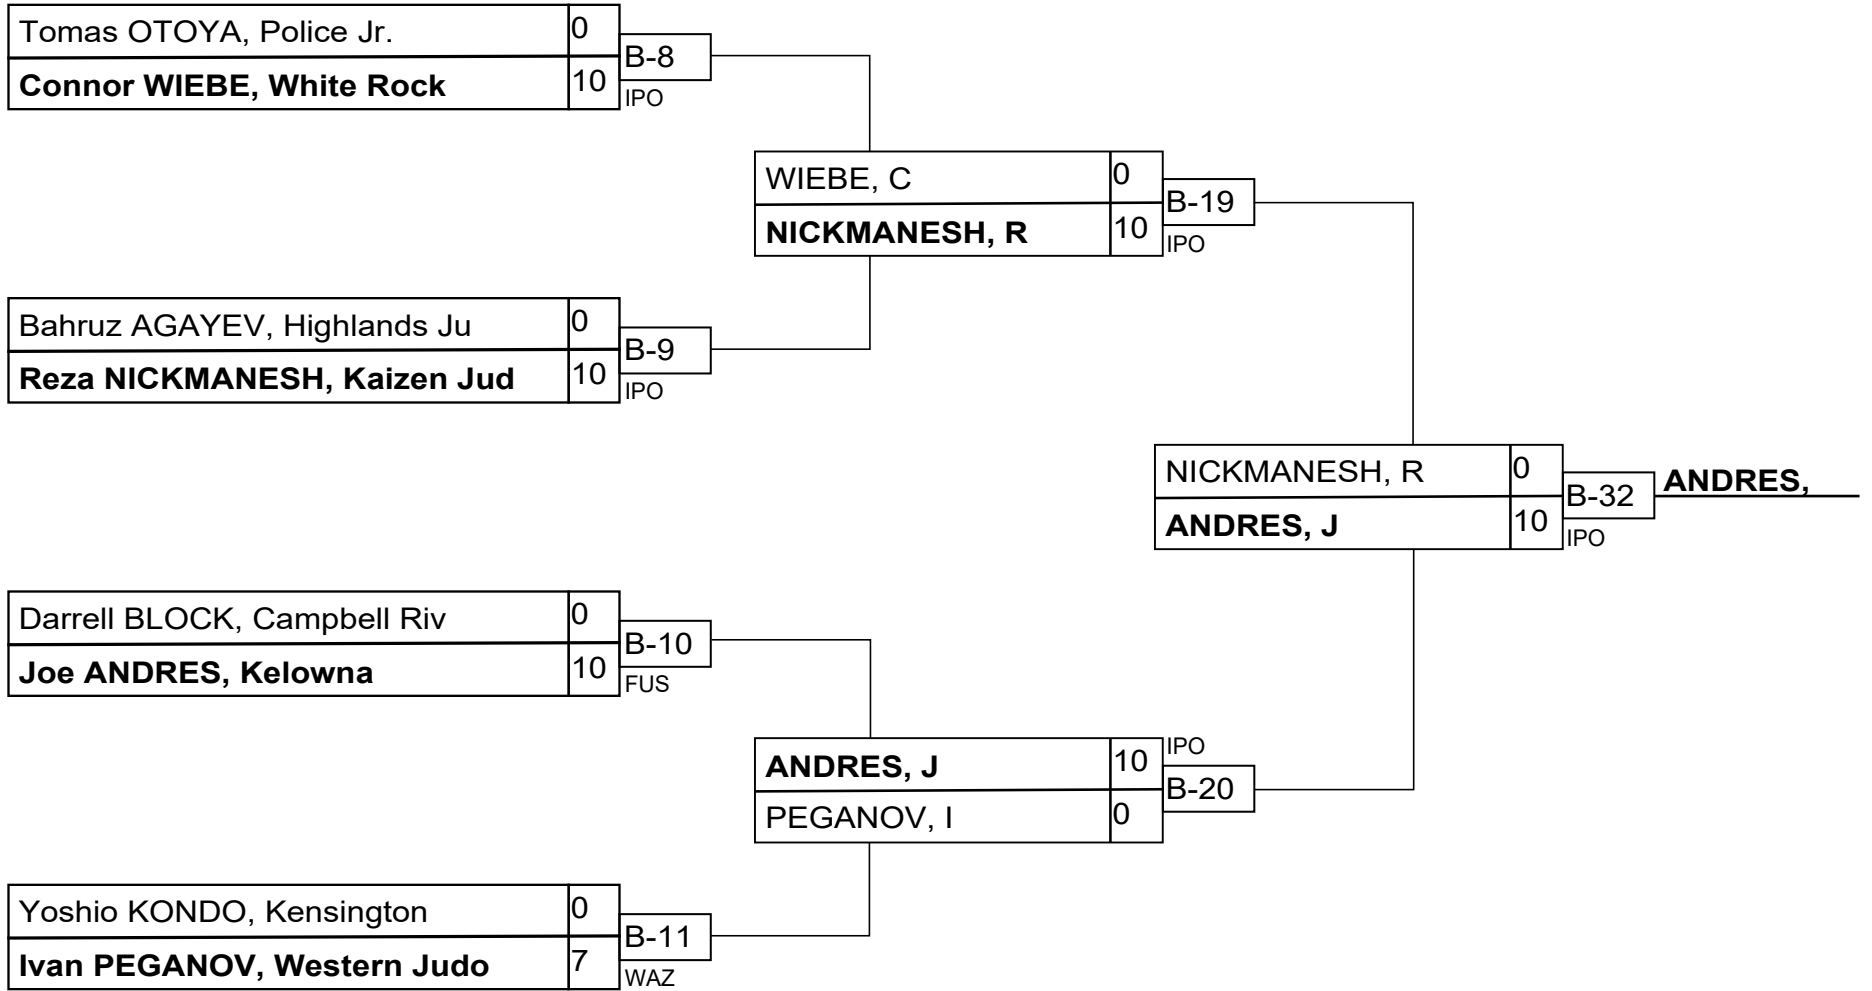 Tomas OTOYA, Police Jr. 0
B-8
Connor WIEBE, White Rock 10
IPO
WIEBE, C 0
B-19
NICKMANESH, R 10
IPO
Bahruz AGAYEV, Highlands Ju 0
B-9
Reza NICKMANESH, Kaizen Jud 10
IPO
NICKMANESH, R 0
B-32
ANDRES,
ANDRES, J 10
IPO
Darrell BLOCK, Campbell Riv 0
B-10
Joe ANDRES, Kelowna 10
FUS
ANDRES, J 10
IPO
B-20
PEGANOV, I 0
Yoshio KONDO, Kensington 0
B-11
Ivan PEGANOV, Western Judo 7
WAZ